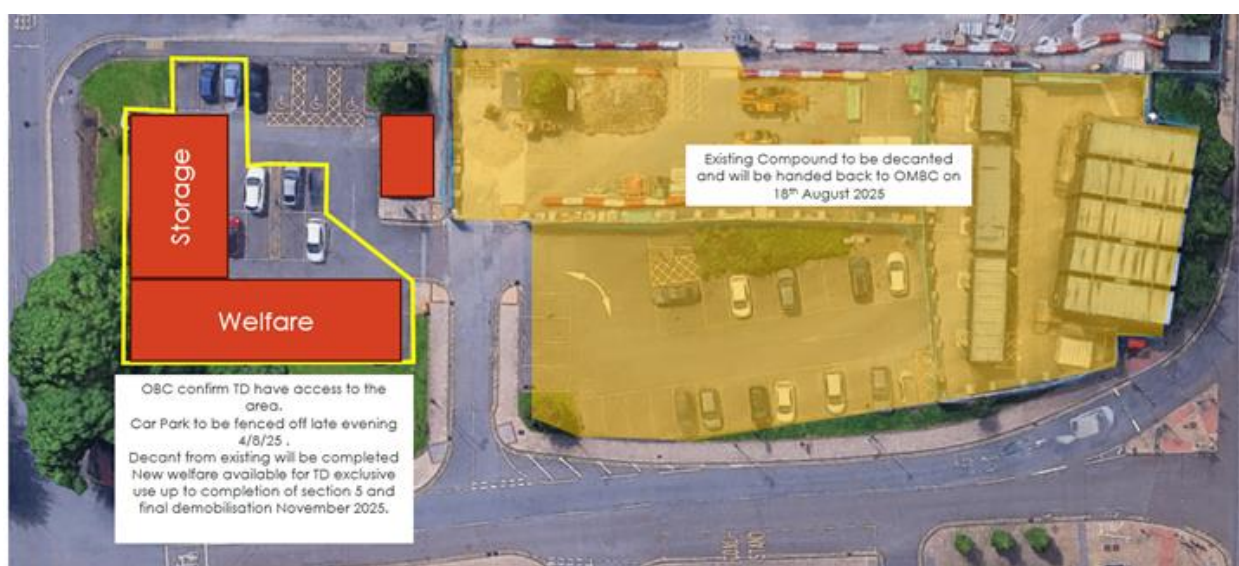 Storage
Welfare
Existing Compound to be decanted
and will be handed back to OMBC on
18th August 2025
OBC confirm TD have access to the
area.
Car Park to be fenced off late evening
4/8/25 .
Decant from existing will be completed
New welfare available for TD exclusive
use up to completion of section 5 and
final demobilisation November 2025.
STAND